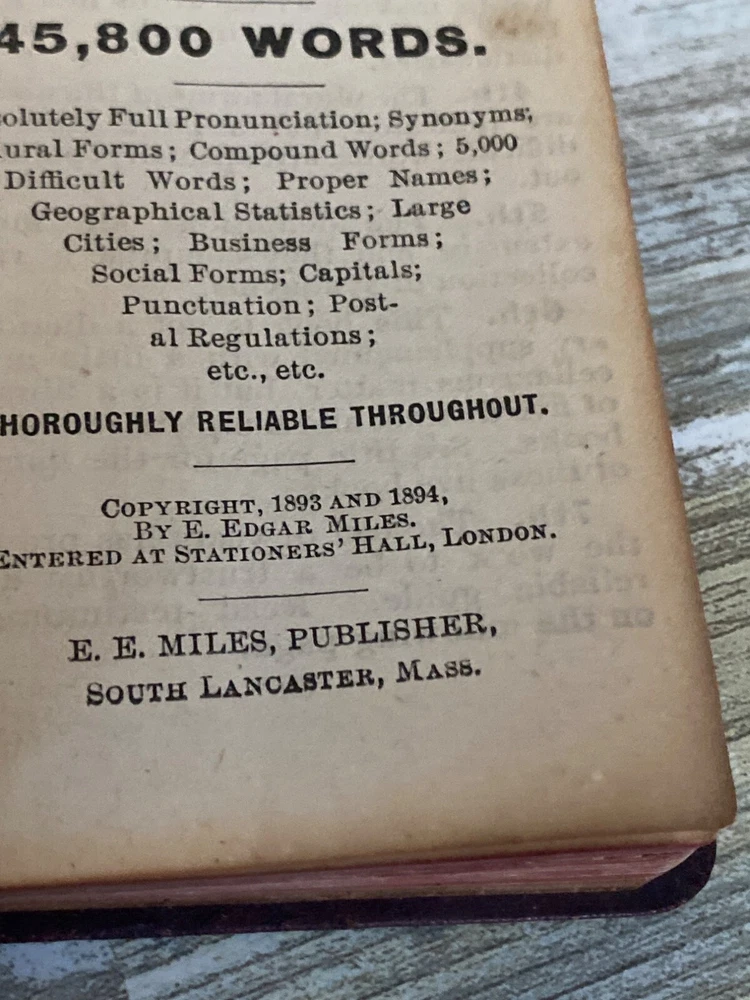 45,800 WORDS.
olutely Full Pronunciation; Synonyms;
ural Forms; Compound Words; 5,000
Difficult Words; Proper Names;
Geographical Statistics; Large
Cities; Business Forms;
Social Forms; Capitals;
Punctuation; Post-
al Regulations;
etc., etc.
HOROUGHLY RELIABLE THROUGHOUT.
COPYRIGHT, 1893 AND 1894,
BY E. EDGAR MILES.
ENTERED AT STATIONERS' HALL, LONDON.
E. E. MILES, PUBLISHER,
SOUTH LANCASTER, MASS.